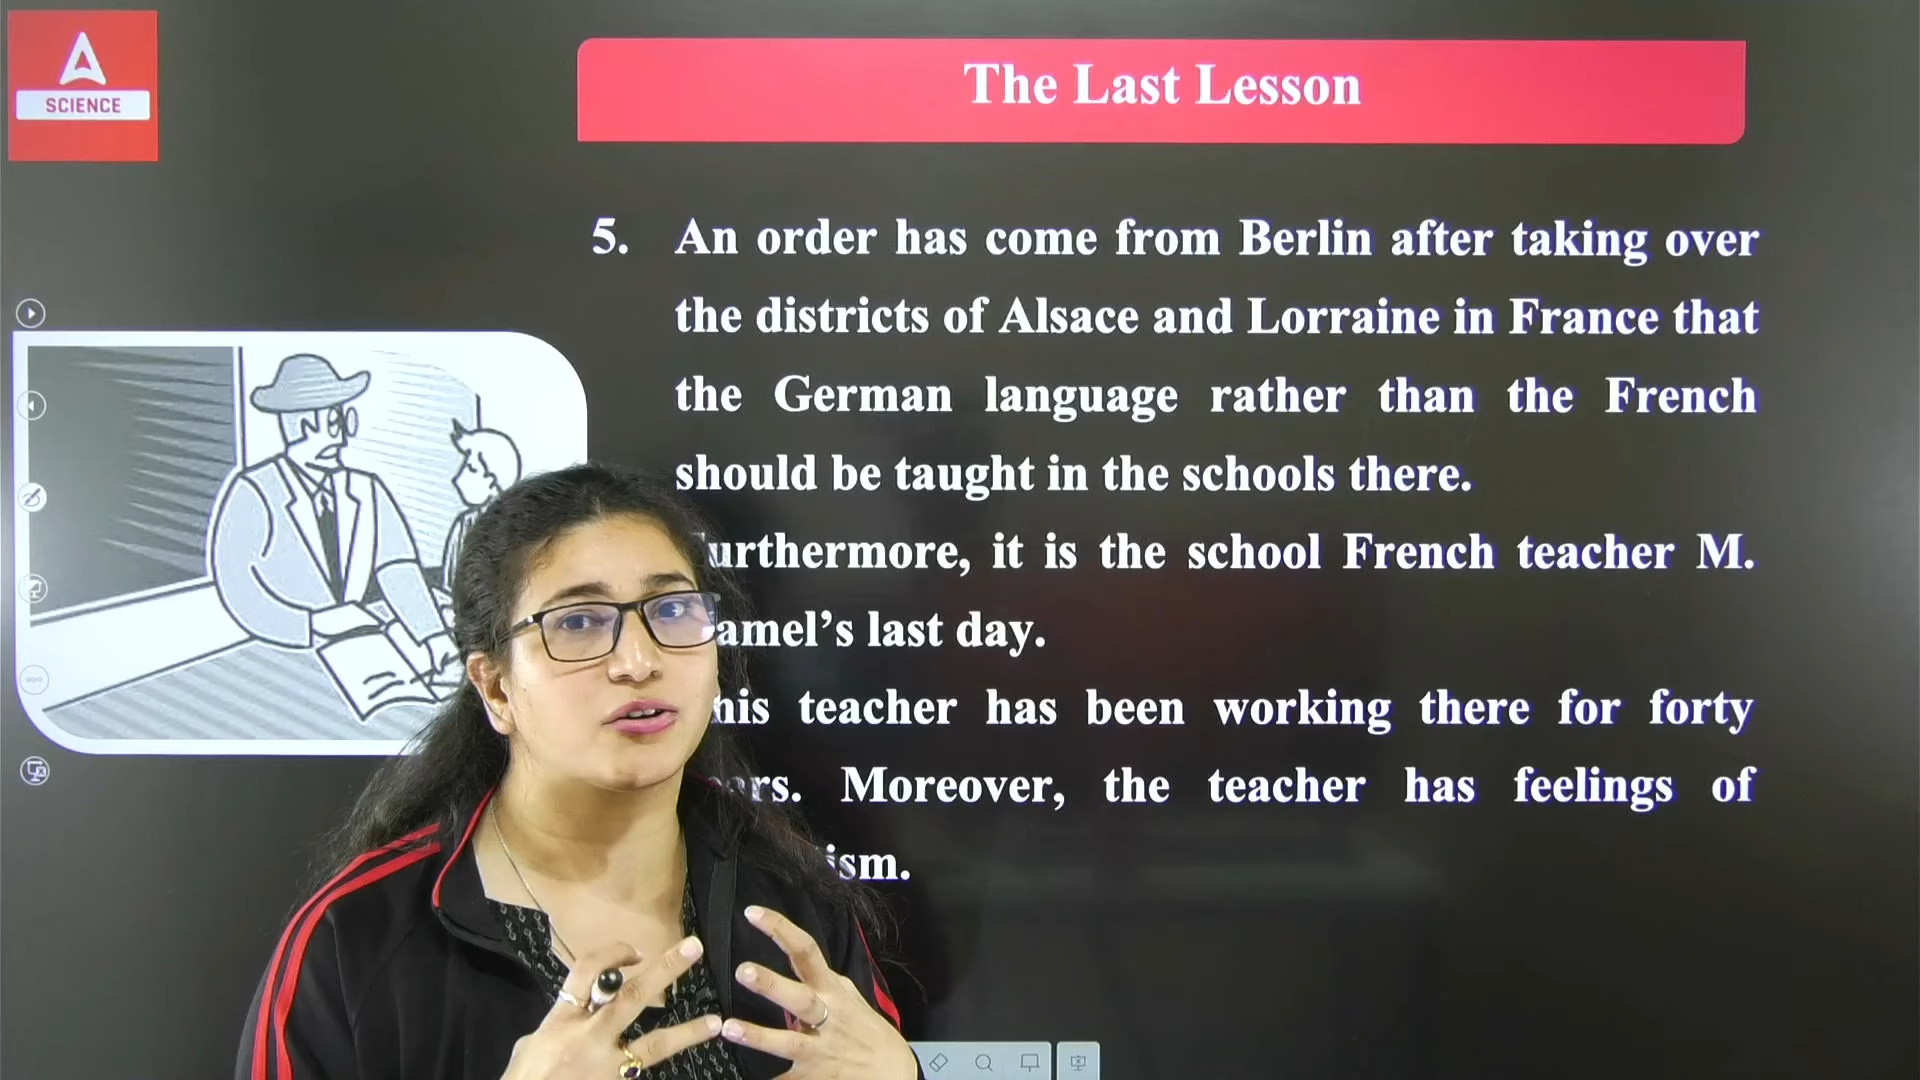 A
SCIENCE
The Last Lesson
5. An order has come from Berlin after taking over
the districts of Alsace and Lorraine in France that
the German language rather than the French
should be taught in the schools there.
urthermore, it is the school French teacher M.
amel's last day.
his teacher has been working there for forty
ars. Moreover, the teacher has feelings of
ism.